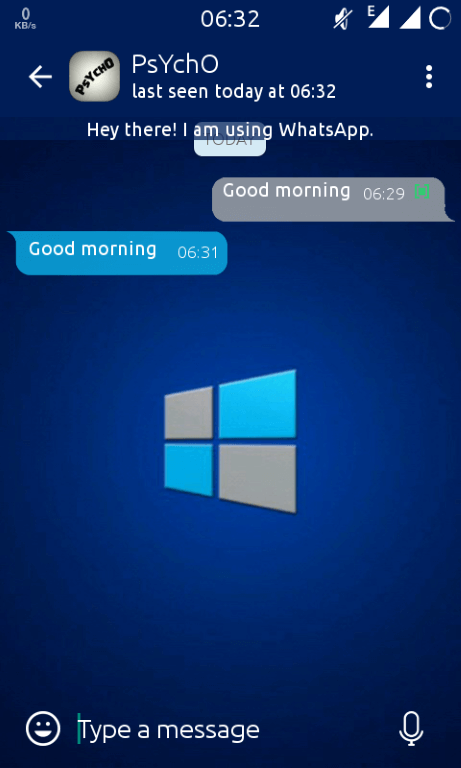 0
KB/s
06:32
E
PsYchO
PsYchO
last seen today at 06:32
Hey there! I am using WhatsApp.
TODAY
Good morning 06:29
Good morning 06:31
Type a message